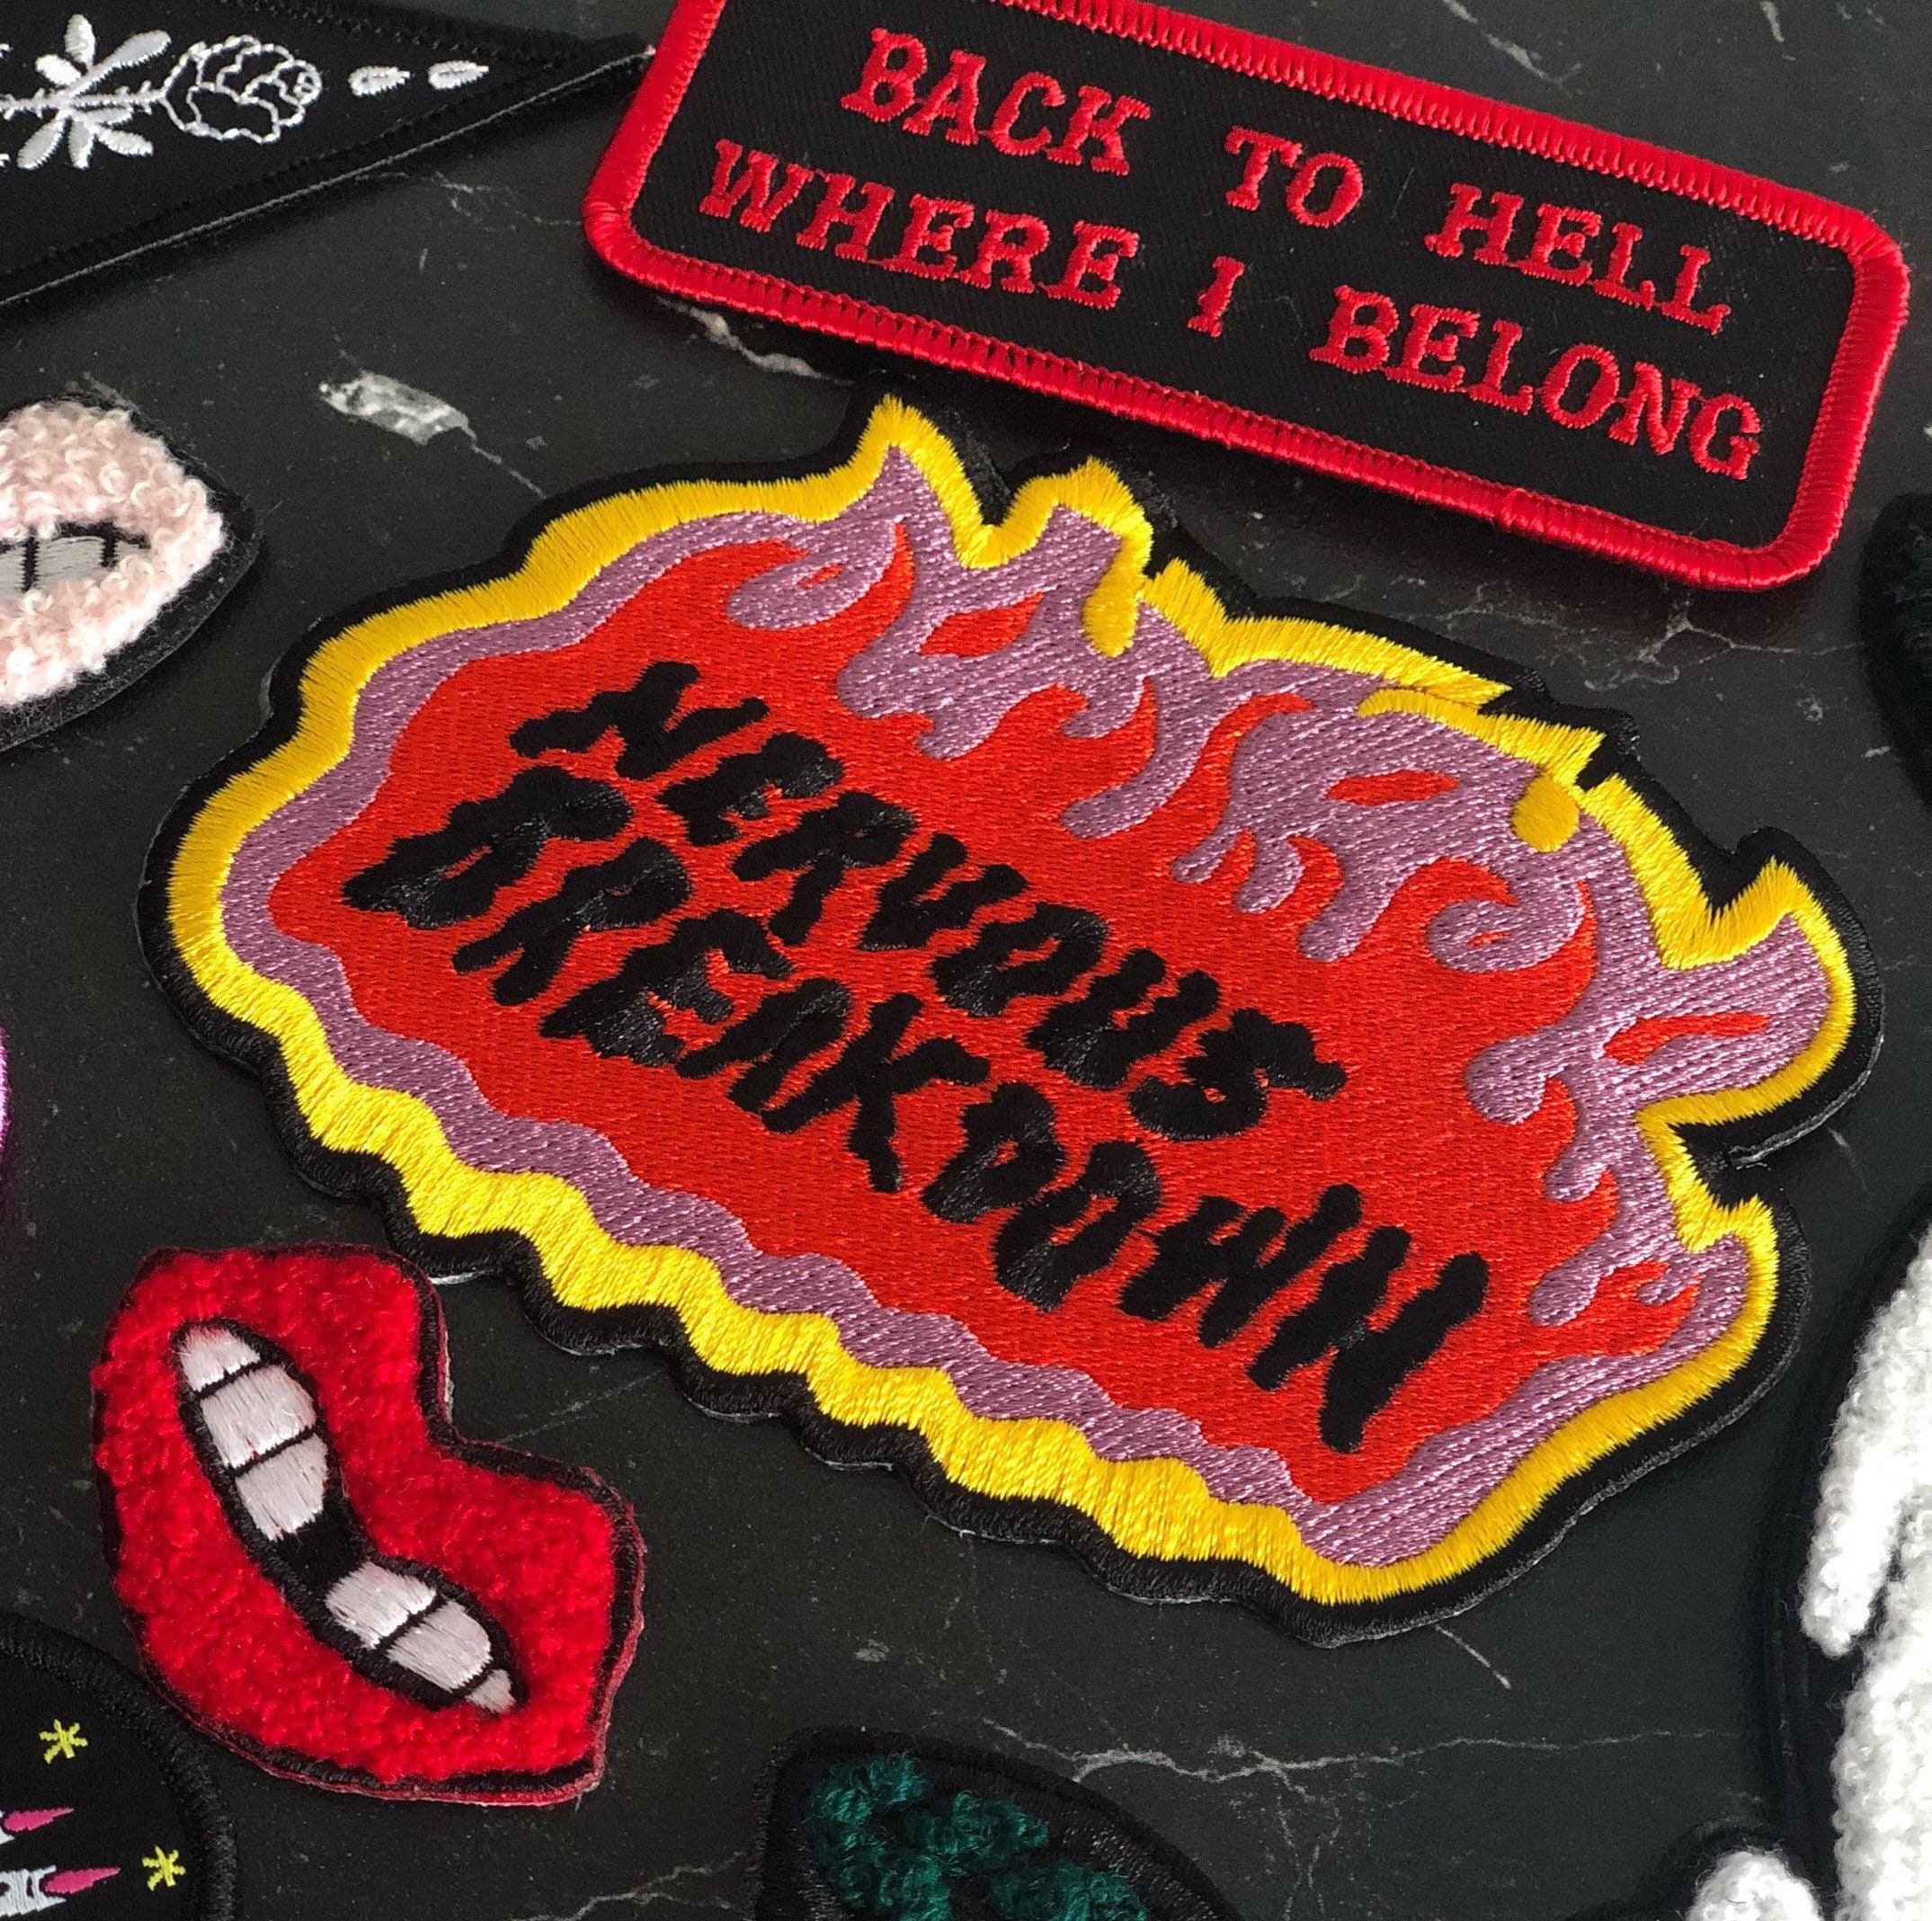 BACK TO HELL
WHERE I BELONG
NERVOUS
BREAKDOWN